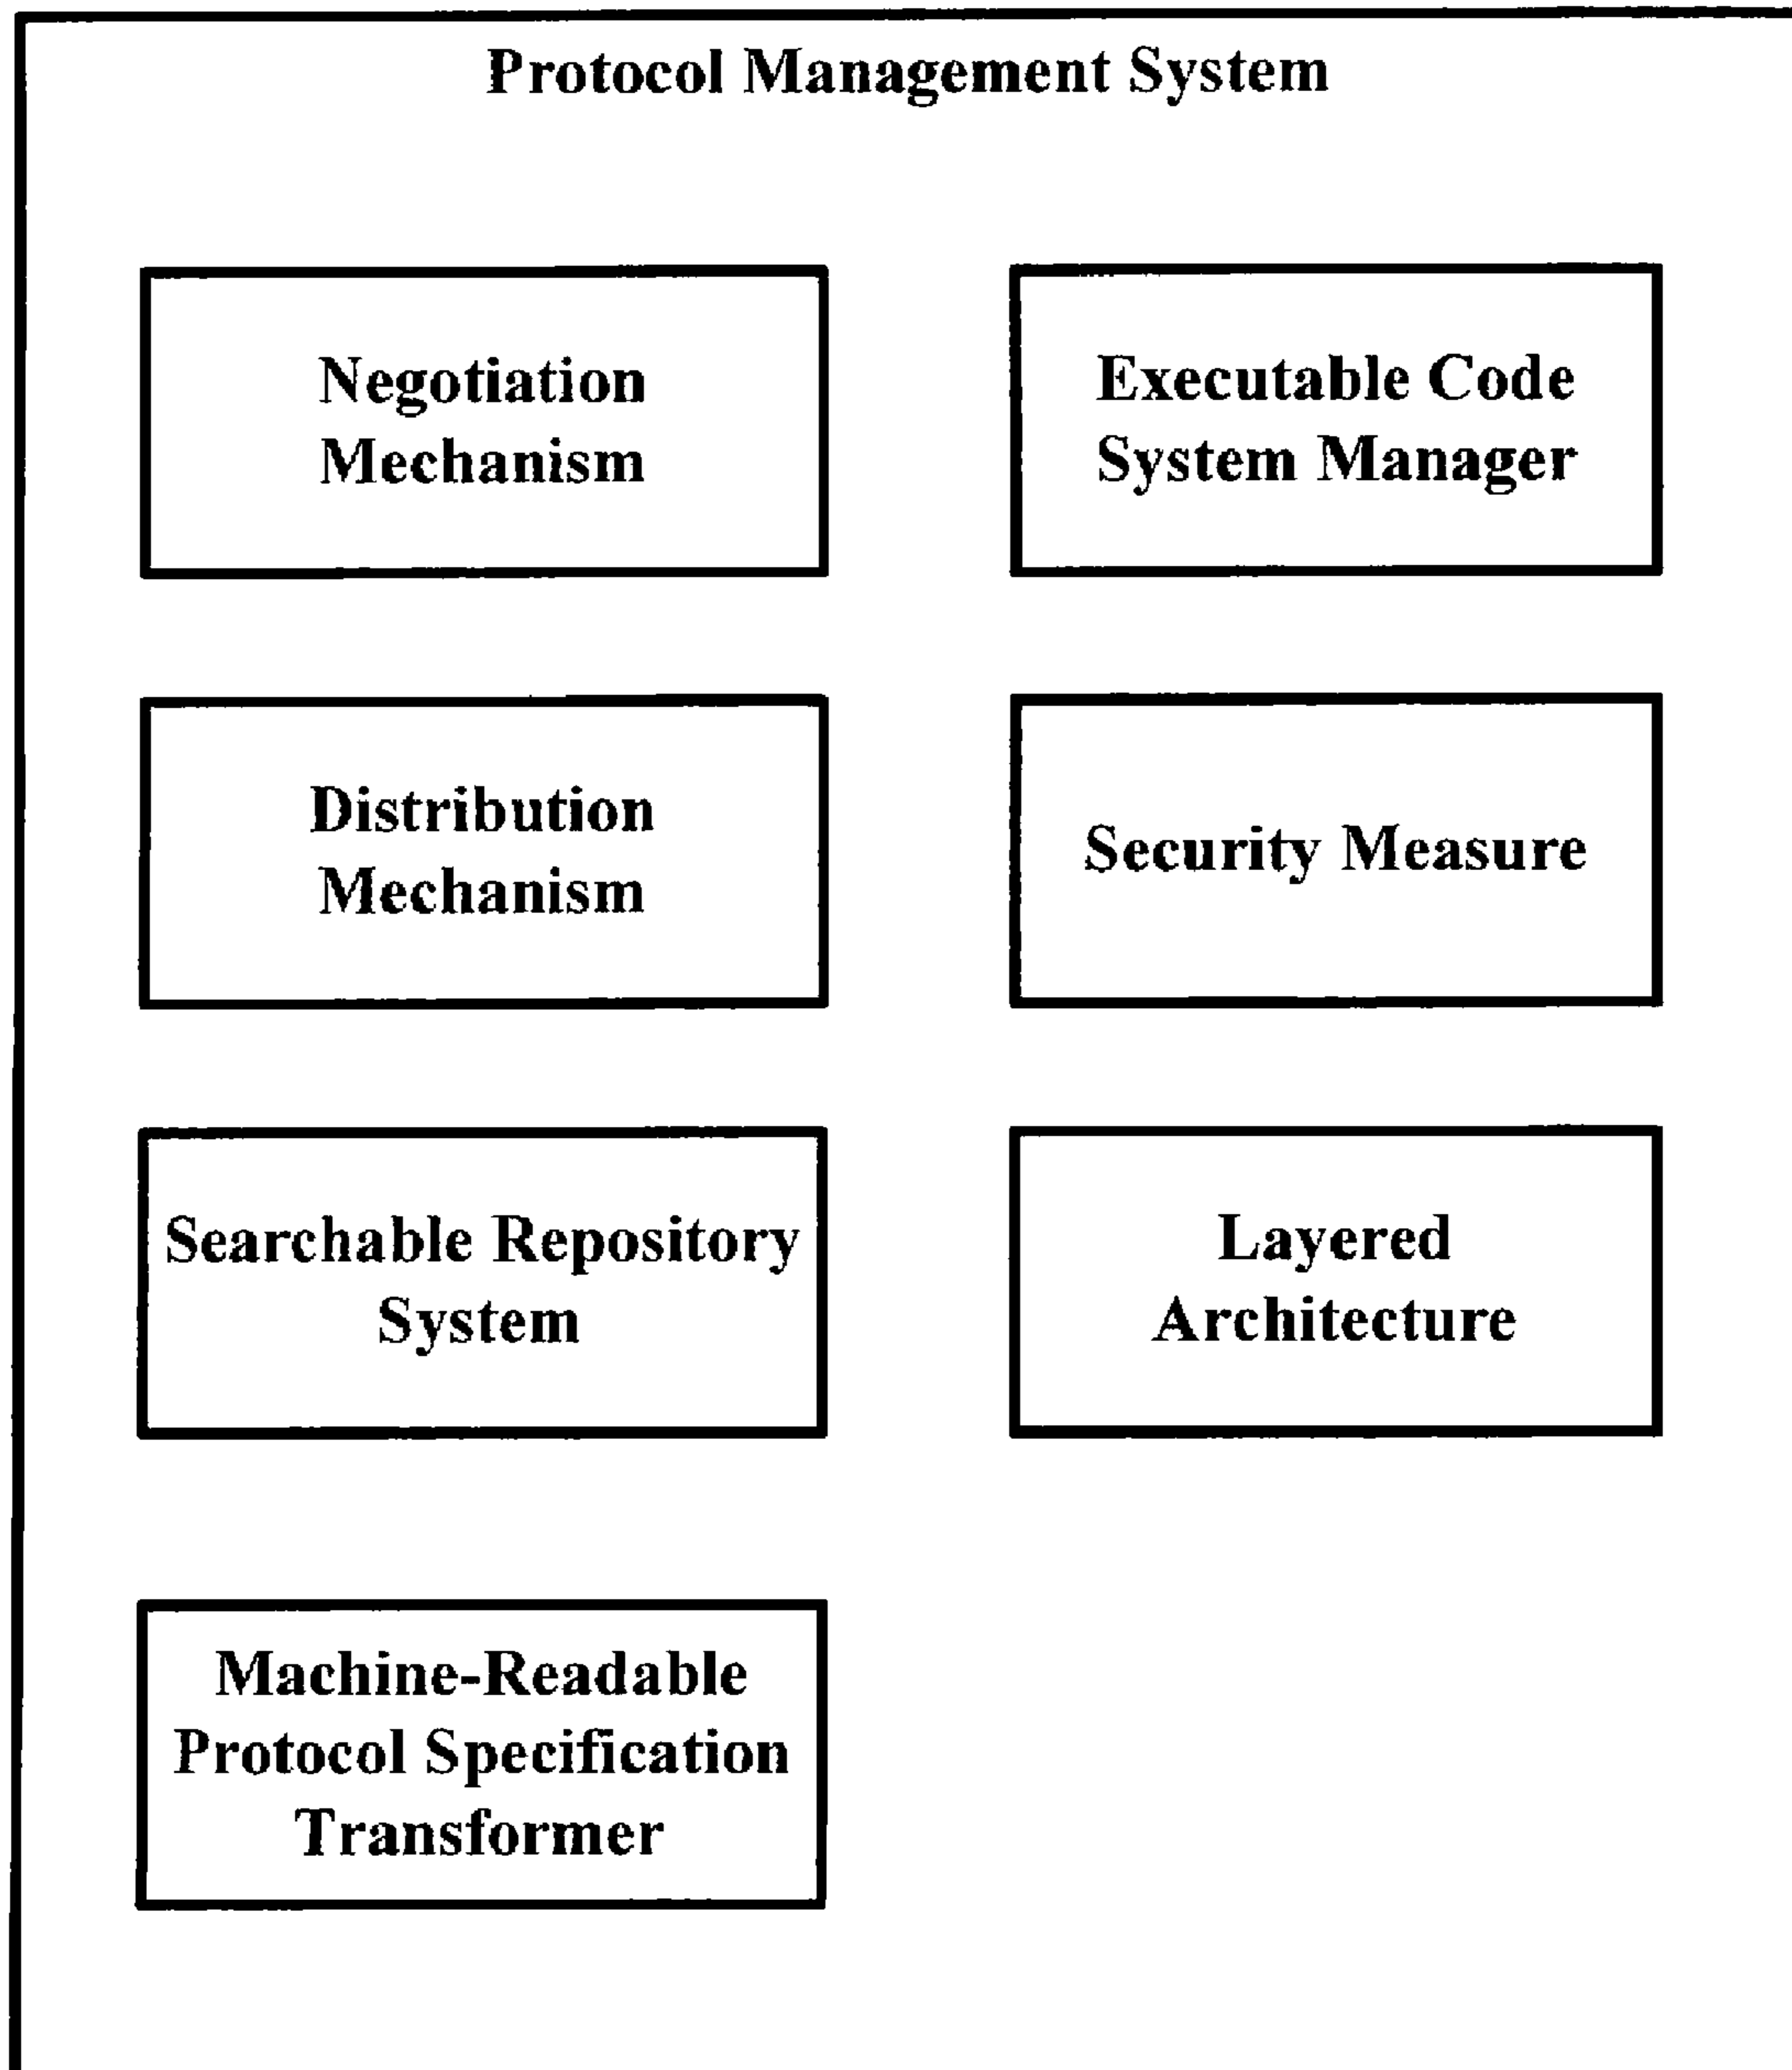 Protocol Management System
Negotiation
Mechanism
Executable Code
System Manager
Distribution
Mechanism
Security Measure
Searchable Repository
System
Layered
Architecture
Machine-Readable
Protocol Specification
Transformer